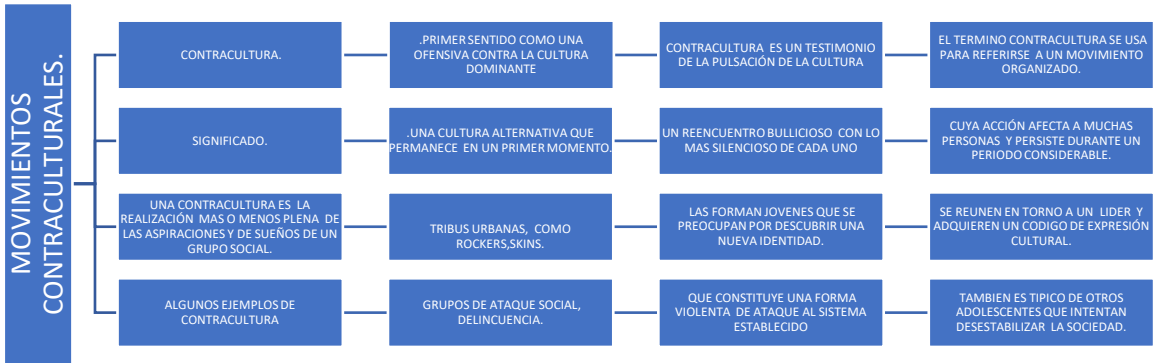 MOVIMIENTOS
CONTRACULTURALES.
CONTRACULTURA.
.PRIMER SENTIDO COMO UNA
OFENSIVA CONTRA LA CULTURA
DOMINANTE
CONTRACULTURA ES UN TESTIMONIO
DE LA PULSACIÓN DE LA CULTURA
EL TERMINO CONTRACULTURA SE USA
PARA REFERIRSE A UN MOVIMIENTO
ORGANIZADO.
SIGNIFICADO.
.UNA CULTURA ALTERNATIVA QUE
PERMANECE EN UN PRIMER MOMENTO.
UN REENCUENTRO BULLICIOSO CON LO
MAS SILENCIOSO DE CADA UNO
CUYA ACCIÓN AFECTA A MUCHAS
PERSONAS Y PERSISTE DURANTE UN
PERIODO CONSIDERABLE.
UNA CONTRACULTURA ES LA
REALIZACIÓN MAS O MENOS PLENA DE
LAS ASPIRACIONES Y DE SUEÑOS DE UN
GRUPO SOCIAL.
TRIBUS URBANAS, COMO
ROCKERS,SKINS.
LAS FORMAN JOVENES QUE SE
PREOCUPAN POR DESCUBRIR UNA
NUEVA IDENTIDAD.
SE REUNEN EN TORNO A UN LIDER Y
ADQUIEREN UN CODIGO DE EXPRESIÓN
CULTURAL.
ALGUNOS EJEMPLOS DE
CONTRACULTURA
GRUPOS DE ATAQUE SOCIAL,
DELINCUENCIA.
QUE CONSTITUYE UNA FORMA
VIOLENTA DE ATAQUE AL SISTEMA
ESTABLECIDO
TAMBIEN ES TIPICO DE OTROS
ADOLESCENTES QUE INTENTAN
DESESTABILIZAR LA SOCIEDAD.